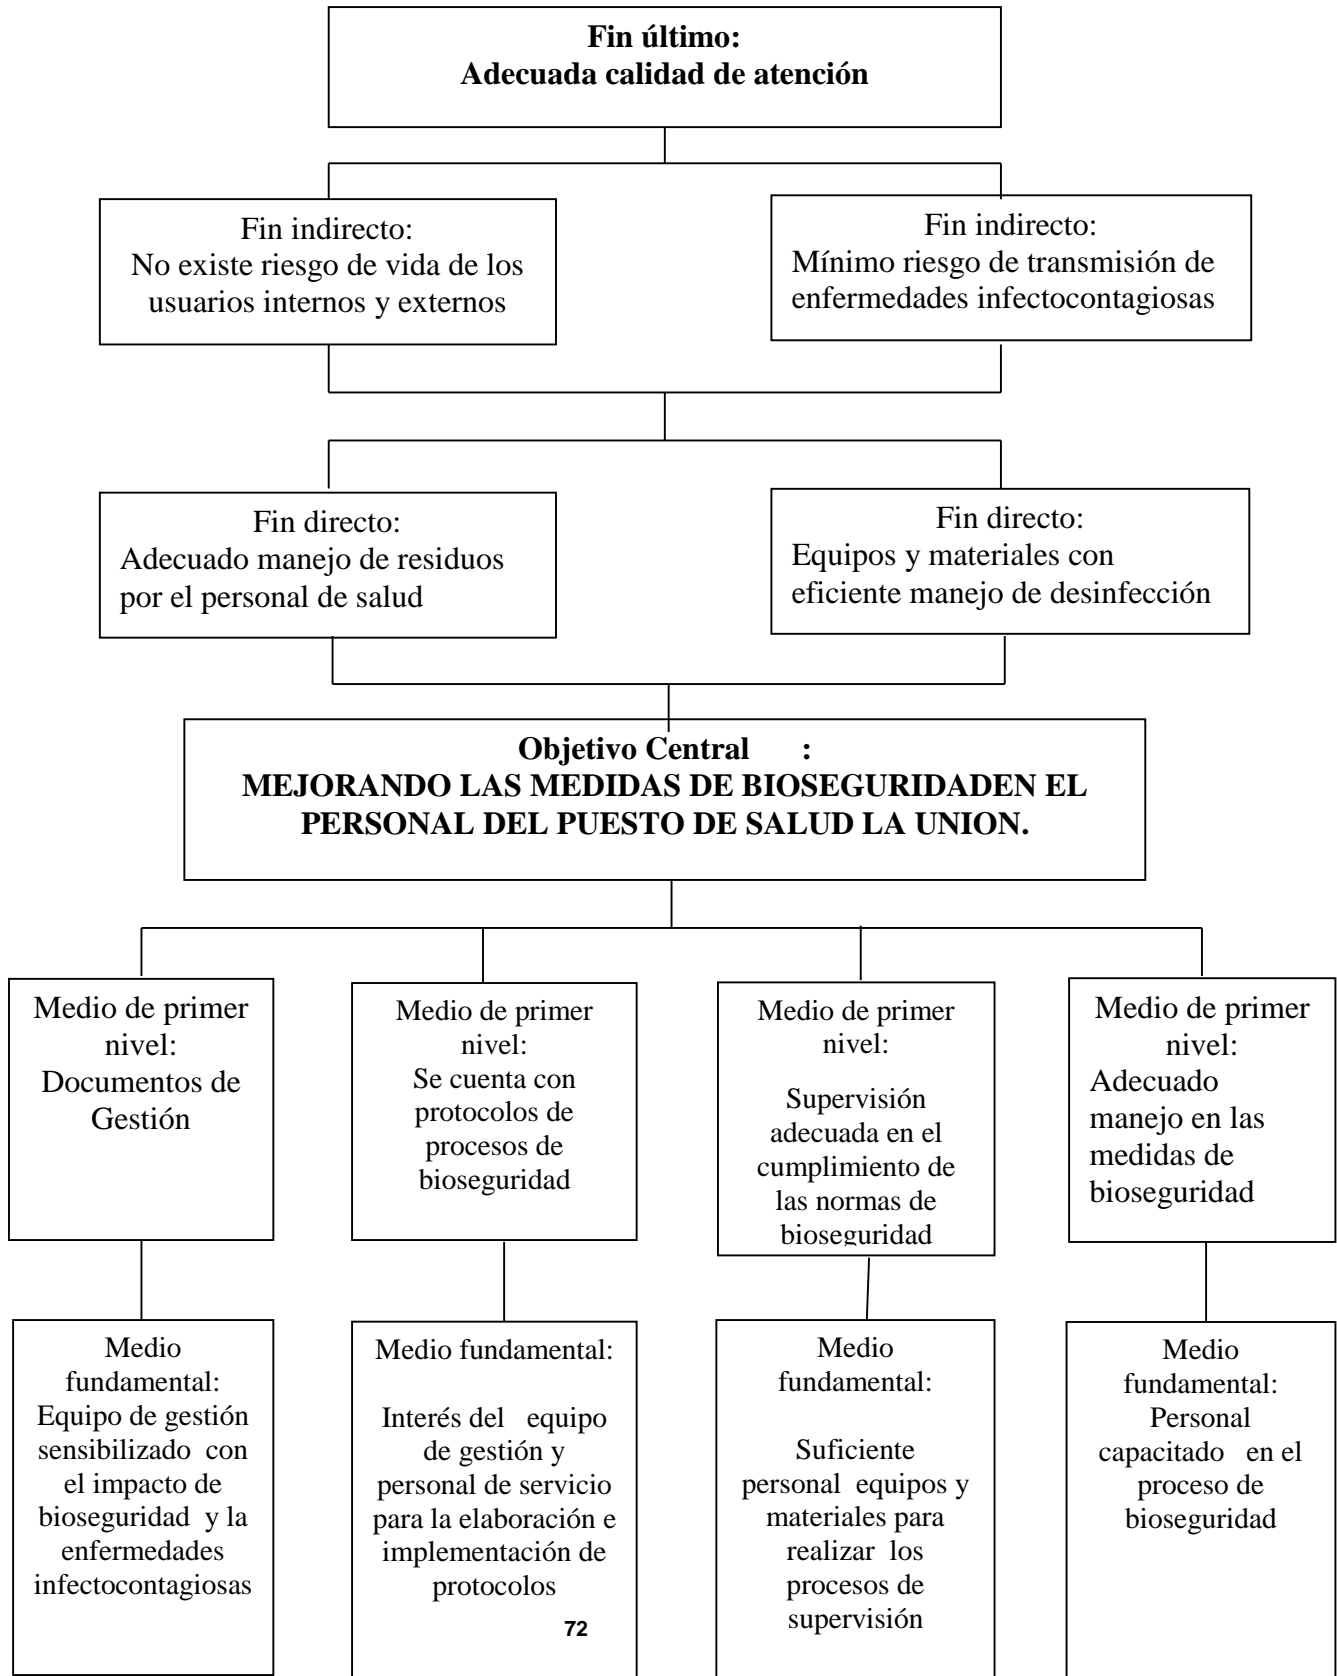 Fin último:
Adecuada calidad de atención
Fin indirecto:
No existe riesgo de vida de los
usuarios internos y externos
Fin indirecto:
Mínimo riesgo de transmisión de
enfermedades infectocontagiosas
Fin directo:
Adecuado manejo de residuos
por el personal de salud
Fin directo:
Equipos y materiales con
eficiente manejo de desinfección
Objetivo Central :
MEJORANDO LAS MEDIDAS DE BIOSEGURIDADEN EL
PERSONAL DEL PUESTO DE SALUD LA UNION.
Medio de primer
nivel:
Documentos de
Gestión
Medio de primer
nivel:
Se cuenta con
protocolos de
procesos de
bioseguridad
Medio de primer
nivel:
Supervisión
adecuada en el
cumplimiento de
las normas de
bioseguridad
Medio de primer
nivel:
Adecuado
manejo en las
medidas de
bioseguridad
Medio
fundamental:
Equipo de gestión
sensibilizado con
el impacto de
bioseguridad y la
enfermedades
infectocontagiosas
Medio fundamental:
Interés del equipo
de gestión y
personal de servicio
para la elaboración e
implementación de
protocolos
Medio
fundamental:
Suficiente
personal equipos y
materiales para
realizar los
procesos de
supervisión
Medio
fundamental:
Personal
capacitado en el
proceso de
bioseguridad
72